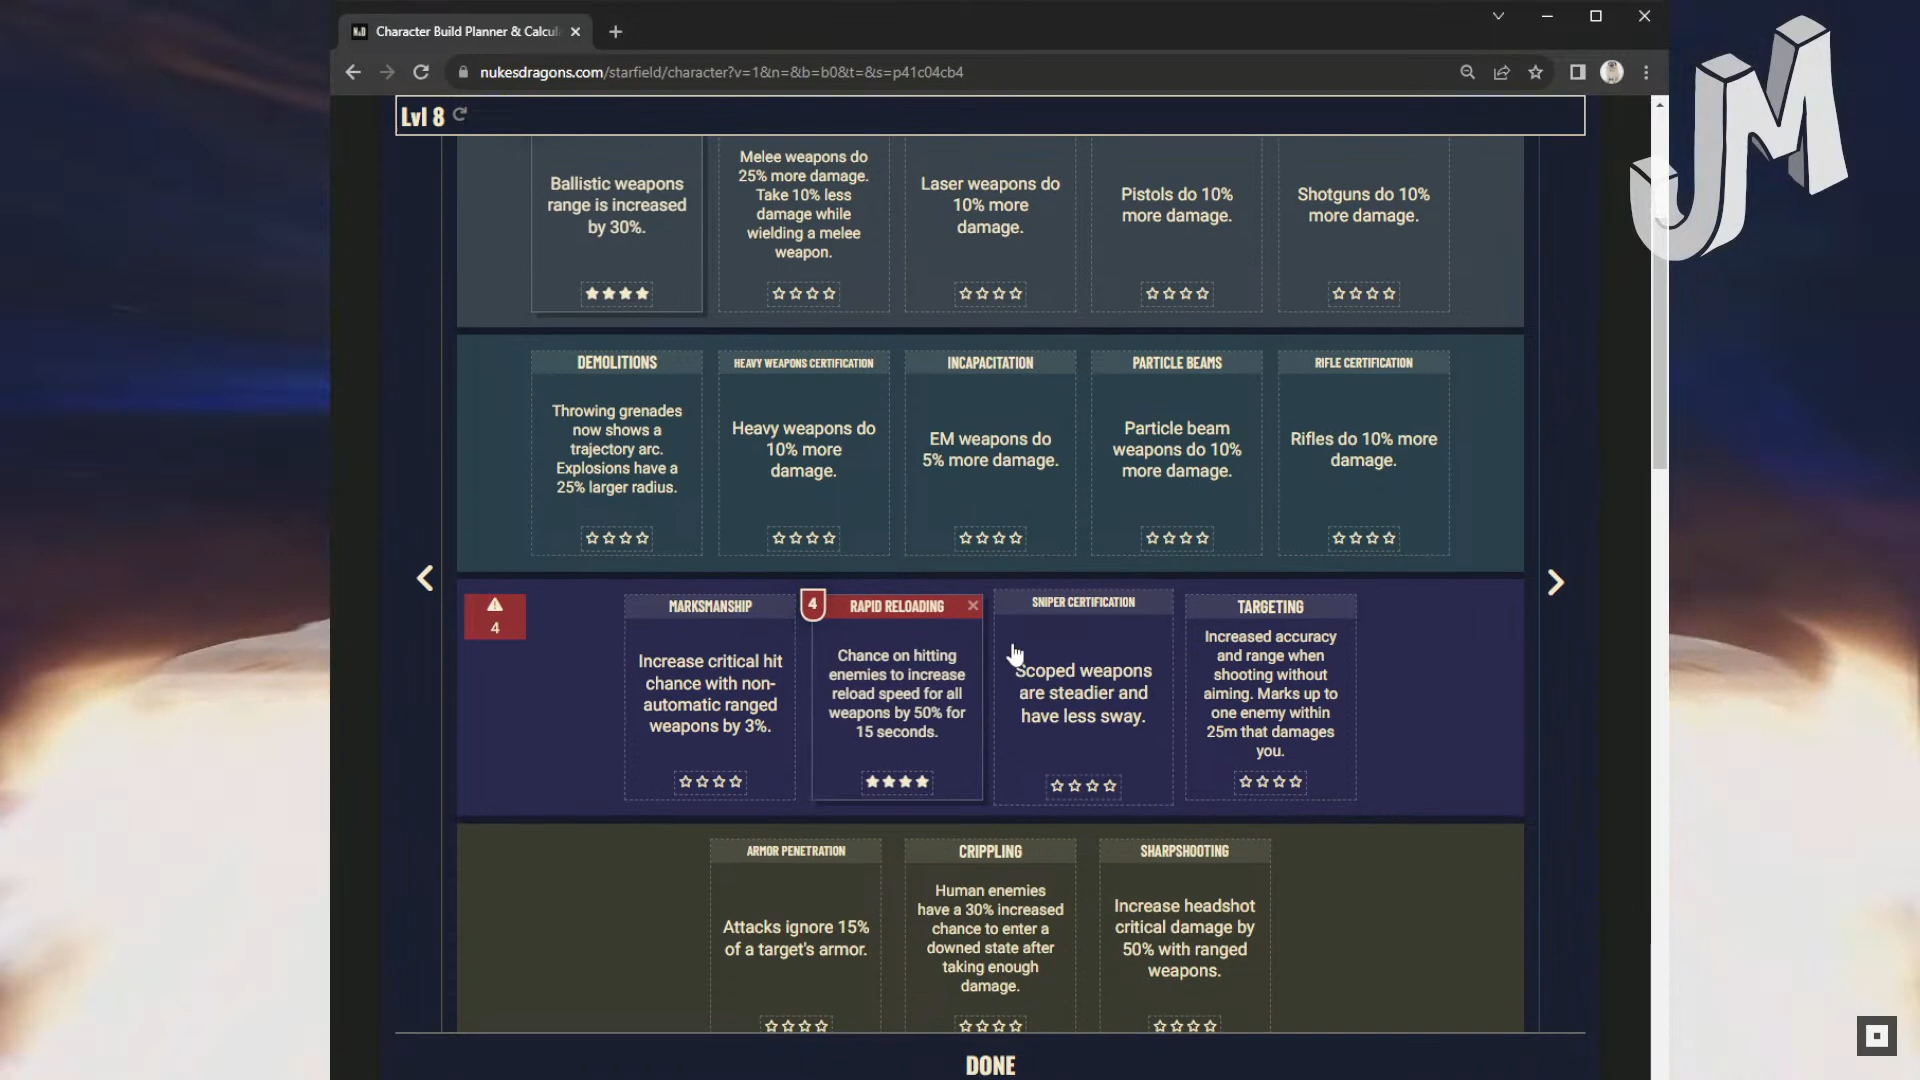 Character Build Planner & Calcul
nukesdragons.com/starfield/character?v=1&n=&b=b0&t=&s=p41c04cb4
JM
Lvl 8
Ballistic weapons
range is increased
by 30%.
Melee weapons do
25% more damage.
Take 10% less
damage while
wielding a melee
weapon.
Laser weapons do
10% more
damage.
Pistols do 10%
more damage.
Shotguns do 10%
more damage.
DEMOLITIONS
Throwing grenades
now shows a
trajectory arc.
Explosions have a
25% larger radius.
HEAVY WEAPONS CERTIFICATION
Heavy weapons do
10% more
damage.
INCAPACITATION
EM weapons do
5% more damage.
PARTICLE BEAMS
Particle beam
weapons do 10%
more damage.
RIFLE CERTIFICATION
Rifles do 10% more
damage.
4
MARKSMANSHIP
Increase critical hit
chance with non-
automatic ranged
weapons by 3%.
4
RAPID RELOADING
Chance on hitting
enemies to increase
reload speed for all
weapons by 50% for
15 seconds.
SNIPER CERTIFICATION
Scoped weapons
are steadier and
have less sway.
TARGETING
Increased accuracy
and range when
shooting without
aiming. Marks up to
one enemy within
25m that damages
you.
ARMOR PENETRATION
Attacks ignore 15%
of a target's armor.
CRIPPLING
Human enemies
have a 30% increased
chance to enter a
downed state after
taking enough
damage.
SHARPSHOOTING
Increase headshot
critical damage by
50% with ranged
weapons.
DONE